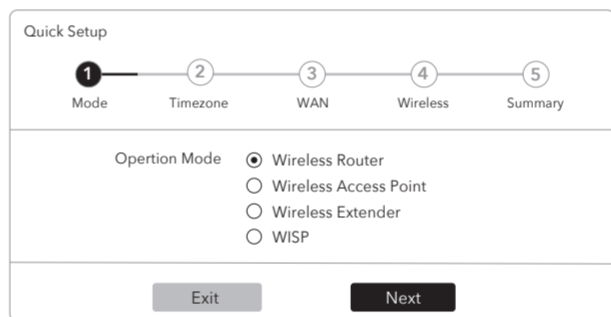 Quick Setup
1 2 3 4 5
Mode Timezone WAN Wireless Summary
Opertion Mode Wireless Router
Wireless Access Point
Wireless Extender
WISP
Exit Next